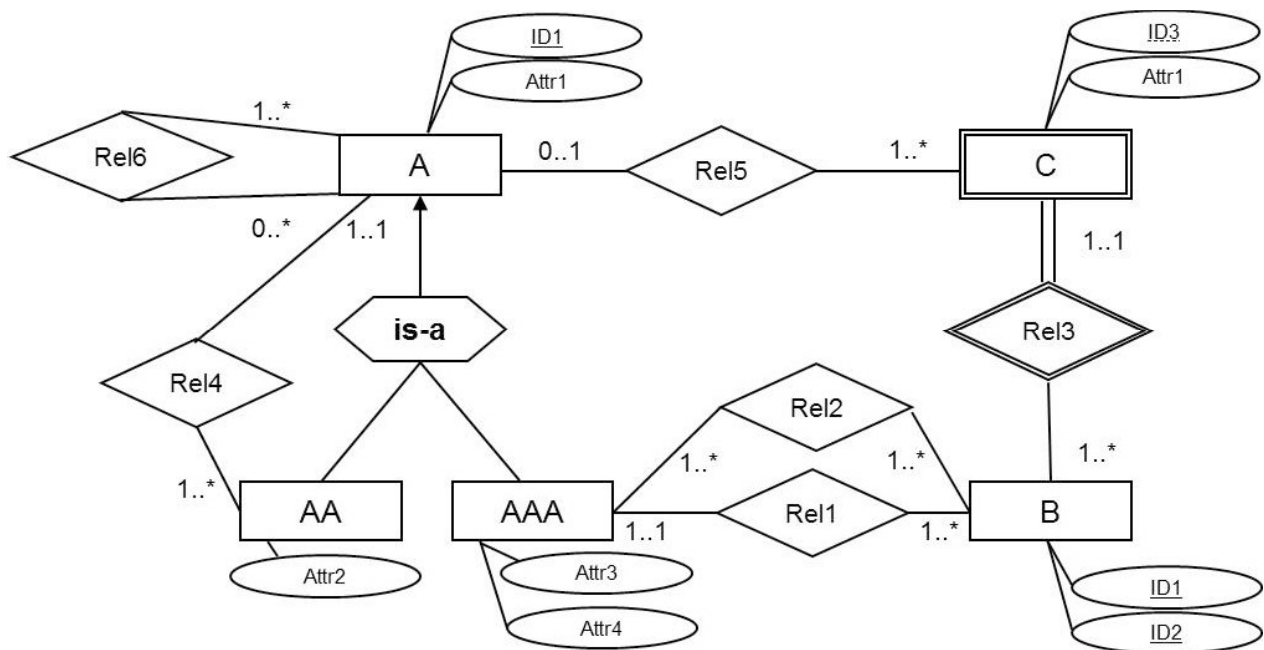 ID1
Attr1
ID3
Attr1
1..*
Rel6
A
0..1
Rel5
1..*
C
0..*
1..1
1..1
is-a
Rel3
Rel4
Rel2
1..*
1..*
1..*
1..*
AA
AAA
1..1
Rel1
1..*
B
Attr2
Attr3
Attr4
ID1
ID2